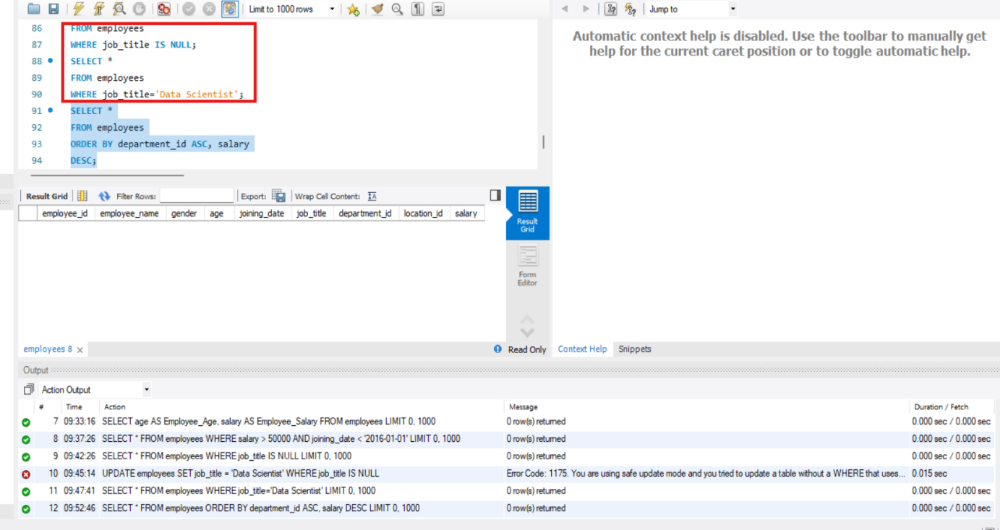 Limit to 1000 rows
Jump to
86 FROM employees
87 WHERE job_title IS NULL;
88 SELECT *
89 FROM employees
90 WHERE job_title='Data Scientist';
91 SELECT *
92 FROM employees
93 ORDER BY department_id ASC, salary
94 DESC;
Automatic context help is disabled. Use the toolbar to manually get
help for the current caret position or to toggle automatic help.
Result Grid Filter Rows: Export: Wrap Cell Content:
employee_id employee_name gender age joining_date job_title department_id location_id salary
Result
Grid
Form
Editor
employees 8 Read Only
Context Help Snippets
Output
Action Output
# Time Action Message Duration / Fetch
7 09:33:16 SELECT age AS Employee_Age, salary AS Employee_Salary FROM employees LIMIT 0, 1000 0 row(s) returned 0.000 sec / 0.000 sec
8 09:37:26 SELECT * FROM employees WHERE salary > 50000 AND joining_date < '2016-01-01' LIMIT 0, 1000 0 row(s) returned 0.000 sec / 0.000 sec
9 09:42:26 SELECT * FROM employees WHERE job_title IS NULL LIMIT 0, 1000 0 row(s) returned 0.000 sec / 0.000 sec
10 09:45:14 UPDATE employees SET job_title = 'Data Scientist' WHERE job_title IS NULL Error Code: 1175. You are using safe update mode and you tried to update a table without a WHERE that uses... 0.015 sec
11 09:47:41 SELECT * FROM employees WHERE job_title='Data Scientist' LIMIT 0, 1000 0 row(s) returned 0.000 sec / 0.000 sec
12 09:52:46 SELECT * FROM employees ORDER BY department_id ASC, salary DESC LIMIT 0, 1000 0 row(s) returned 0.000 sec / 0.000 sec